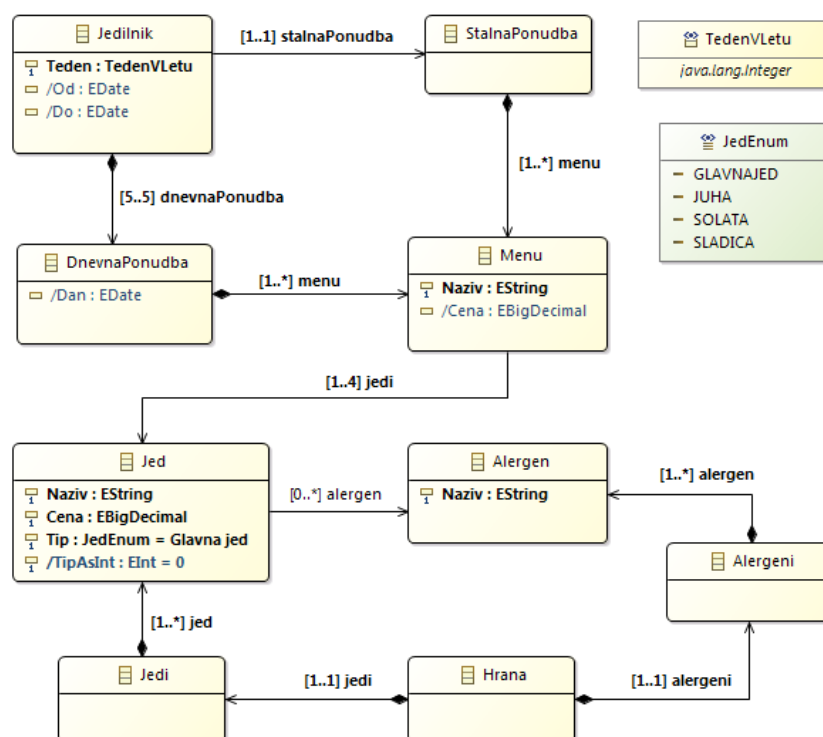 Jedilnik
Teden : TedenVLetu
/Od : EDate
/Do : EDate
[1..1] stalnaPonudba
StalnaPonudba
TedenVLetu
java.lang.Integer
JedEnum
GLAVNAJED
JUHA
SOLATA
SLADICA
[1..*] menu
[5..5] dnevnaPonudba
DnevnaPonudba
/Dan : EDate
[1..*] menu
Menu
Naziv : EString
/Cena : EBigDecimal
[1..4] jedi
Jed
Naziv : EString
Cena : EBigDecimal
Tip : JedEnum = Glavna jed
/TipAsInt : EInt = 0
[0..*] alergen
Alergen
Naziv : EString
[1..*] alergen
Alergeni
[1..*] jed
Jedi
[1..1] jedi
Hrana
[1..1] alergeni